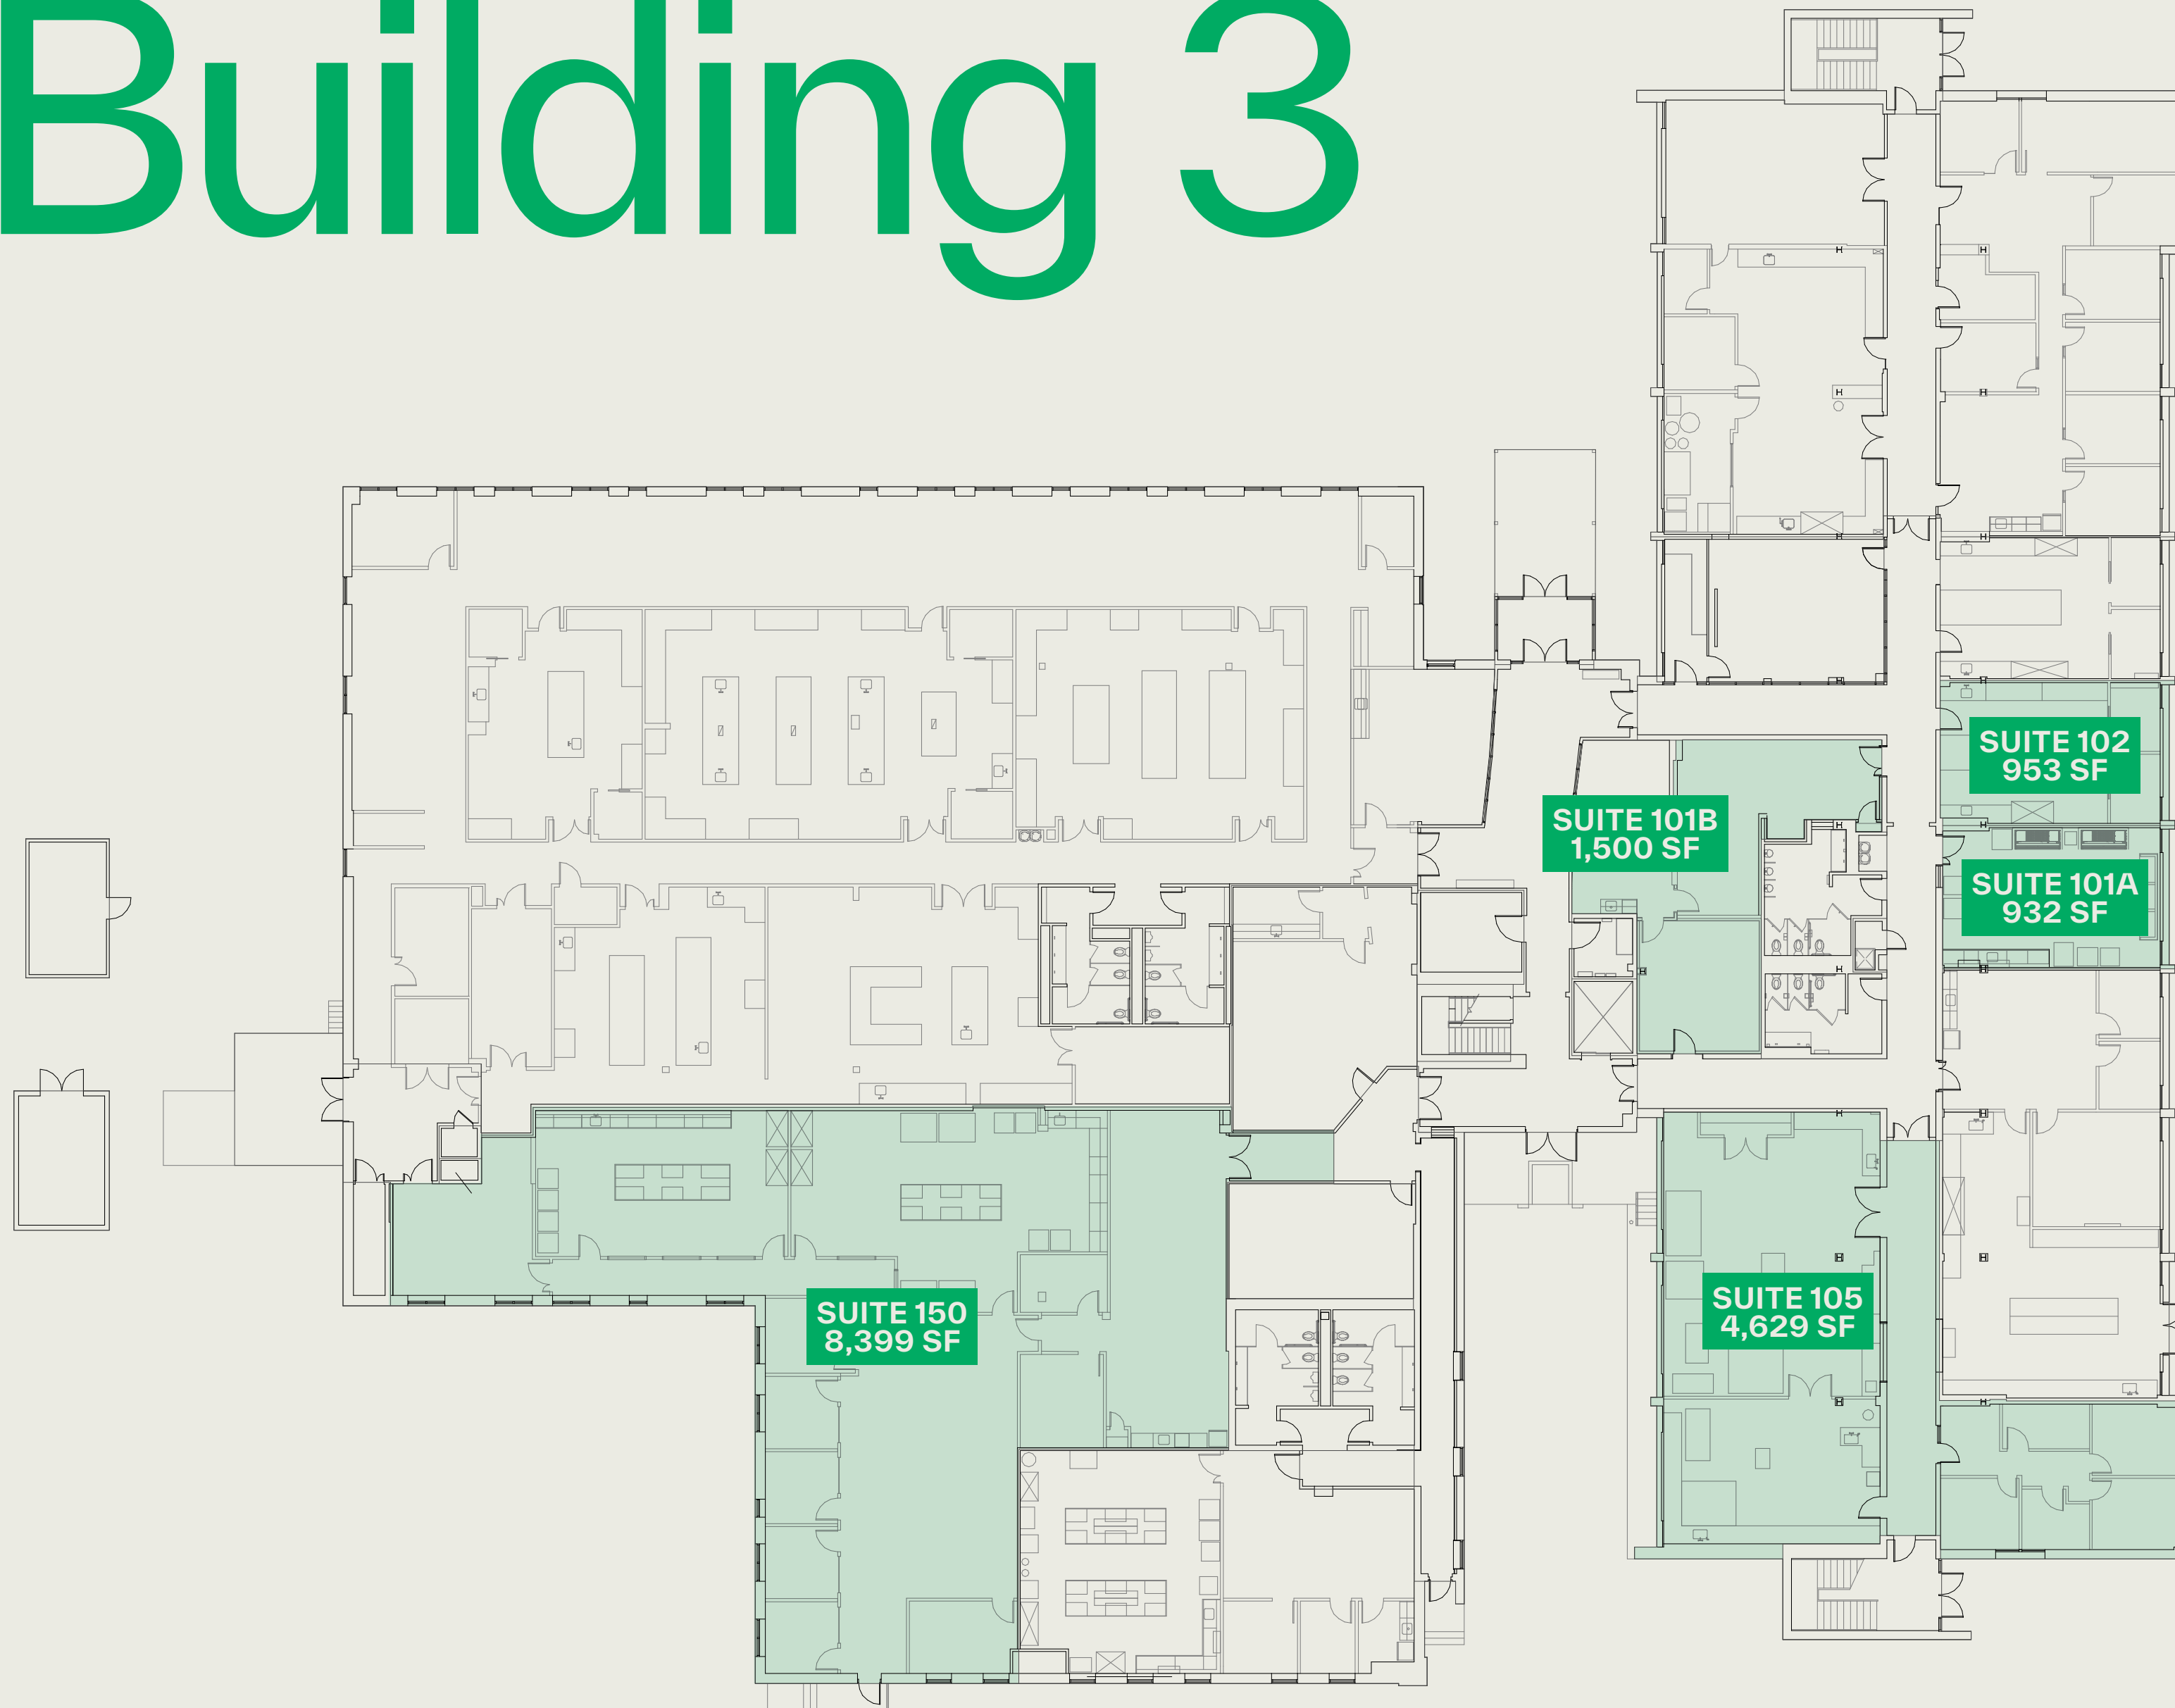 Building 3
SUITE 102
953 SF
SUITE 101B
1,500 SF
SUITE 101A
932 SF
SUITE 150
8,399 SF
SUITE 105
4,629 SF